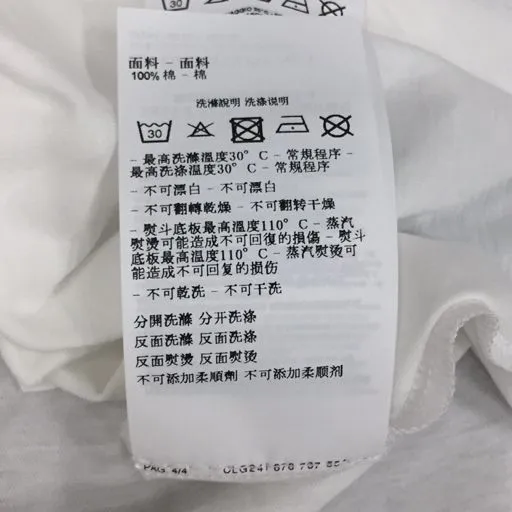 30
面料 - 面料
100% 棉 - 棉
洗滌說明 洗涤说明
30
- 最高洗滌溫度30° C - 常規程序 -
最高洗涤温度30° C - 常规程序
- 不可漂白 - 不可漂白
- 不可翻轉乾燥 - 不可翻转干燥
- 熨斗底板最高溫度110° C - 蒸汽
熨燙可能造成不可回復的損傷 - 熨斗
底板最高温度110° C - 蒸汽熨烫可
能造成不可回复的损伤
- 不可乾洗 - 不可干洗
分開洗滌 分开洗涤
反面洗滌 反面洗涤
反面熨燙 反面熨烫
不可添加柔順劑 不可添加柔顺剂
PAG 4/4